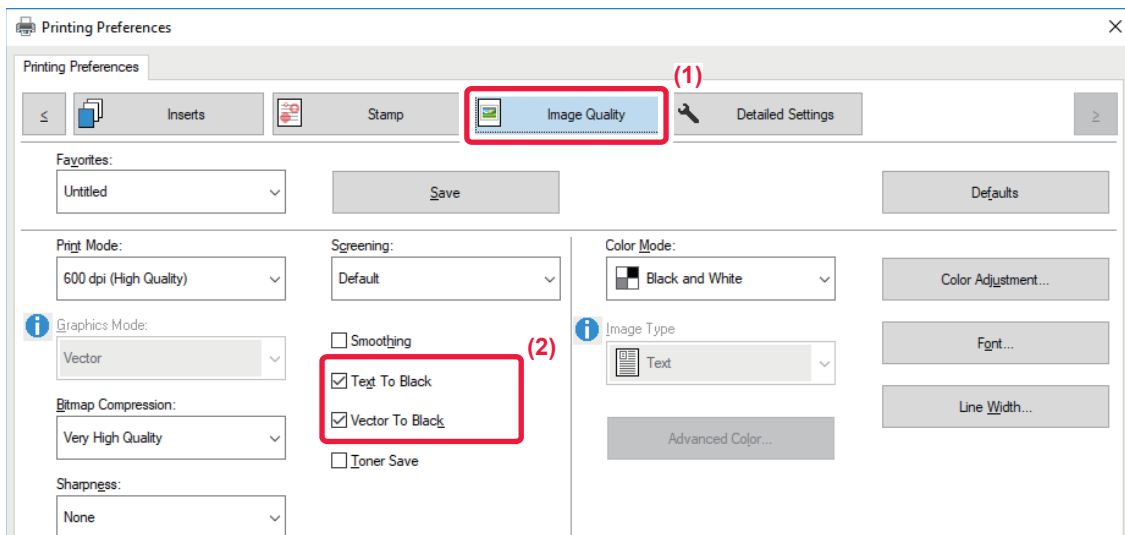 Printing Preferences
Printing Preferences
(1)
≤ Inserts Stamp Image Quality Detailed Settings ≥
Favorites:
Untitled Save Defaults
Print Mode: Screening: Color Mode:
600 dpi (High Quality) Default Black and White Color Adjustment...
Graphics Mode: Smoothing Image Type
(2)
Vector Text To Black Text Font...
Bitmap Compression: Vector To Black Line Width...
Very High Quality Toner Save Advanced Color...
Sharpness:
None